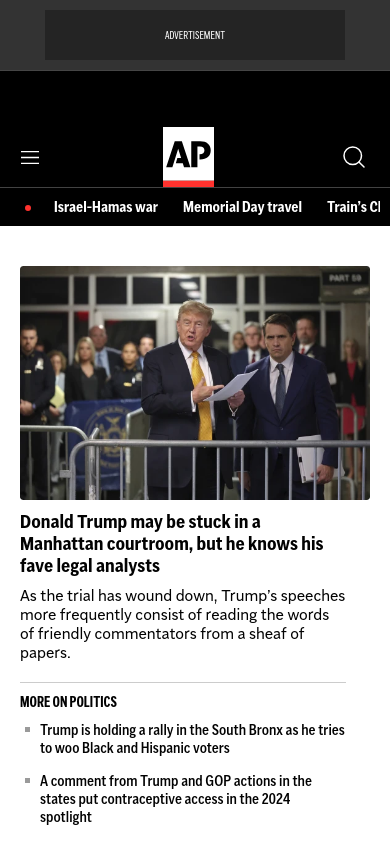 ADVERTISEMENT
AP
Israel-Hamas war Memorial Day travel Train's
PART 59
Donald Trump may be stuck in a
Manhattan courtroom, but he knows his
fave legal analysts
As the trial has wound down, Trump's speeches
more frequently consist of reading the words
of friendly commentators from a sheaf of
papers.
MORE ON POLITICS
Trump is holding a rally in the South Bronx as he tries
to woo Black and Hispanic voters
A comment from Trump and GOP actions in the
states put contraceptive access in the 2024
spotlight